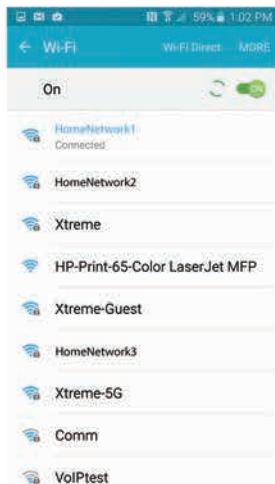 59% 1:02 PM
Wi-Fi Wi-Fi Direct MORE
On ON
HomeNetwork1
Connected
HomeNetwork2
Xtreme
HP-Print-65-Color LaserJet MFP
Xtreme-Guest
HomeNetwork3
Xtreme-5G
Comm
VoIPtest